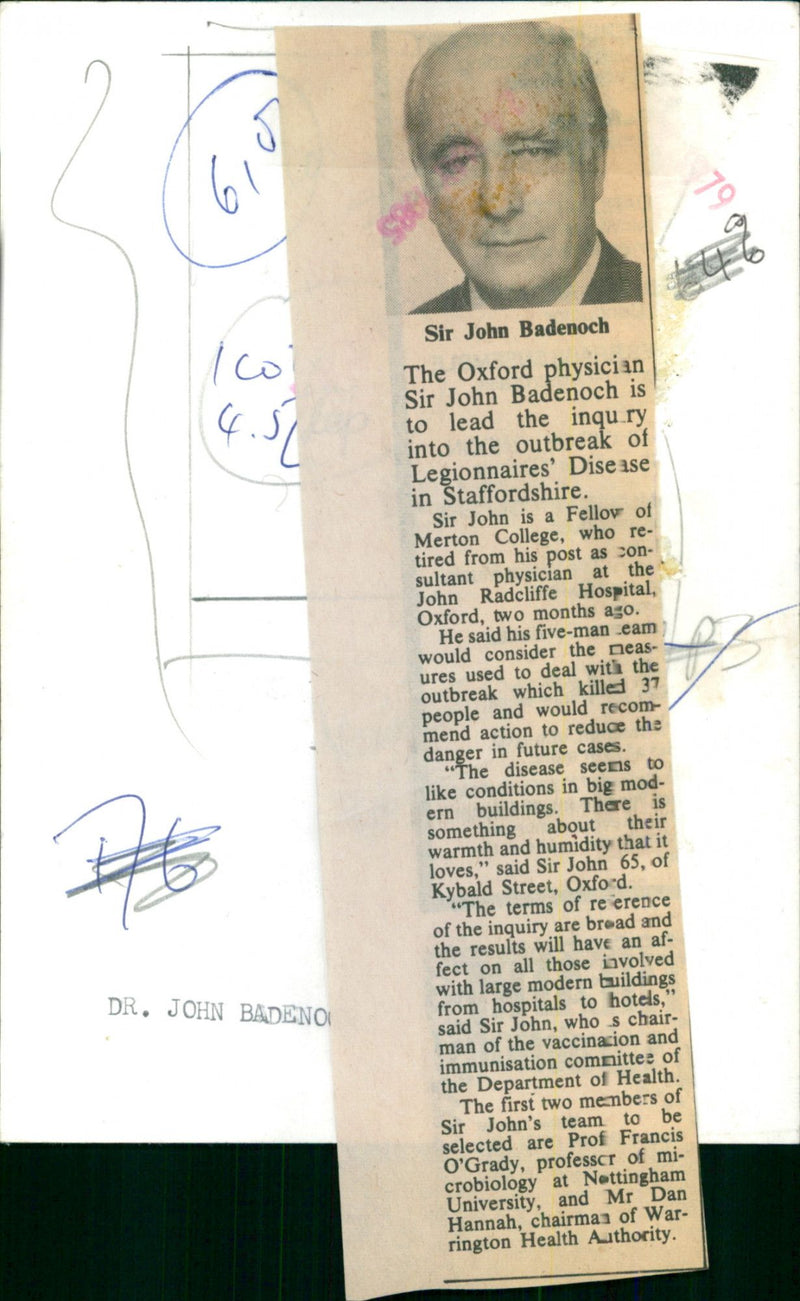 6,5
100
4.5
79
985
DR. JOHN BADENO
Sir John Badenoch
The Oxford physician
Sir John Badenoch is
to lead the inquiry
into the outbreak of
Legionnaires' Disease
in Staffordshire.
Sir John is a Fellow of
Merton College, who re-
tired from his post as con-
sultant physician at the
John Radcliffe Hospital,
Oxford, two months ago.
He said his five-man team
would consider the meas-
ures used to deal with the
outbreak which killed 37
people and would recom-
mend action to reduce the
danger in future cases.
"The disease seems to
like conditions in big mod-
ern buildings. There is
something about their
warmth and humidity that it
loves," said Sir John 65, of
Kybald Street, Oxford.
"The terms of reference
of the inquiry are broad and
the results will have an af-
fect on all those involved
with large modern buildings
from hospitals to hotels,"
said Sir John, who is chair-
man of the vaccination and
immunisation committee of
the Department of Health.
The first two members of
Sir John's team to be
selected are Prof Francis
O'Grady, professor of mi-
crobiology at Nottingham
University, and Mr Dan
Hannah, chairman of War-
rington Health Authority.